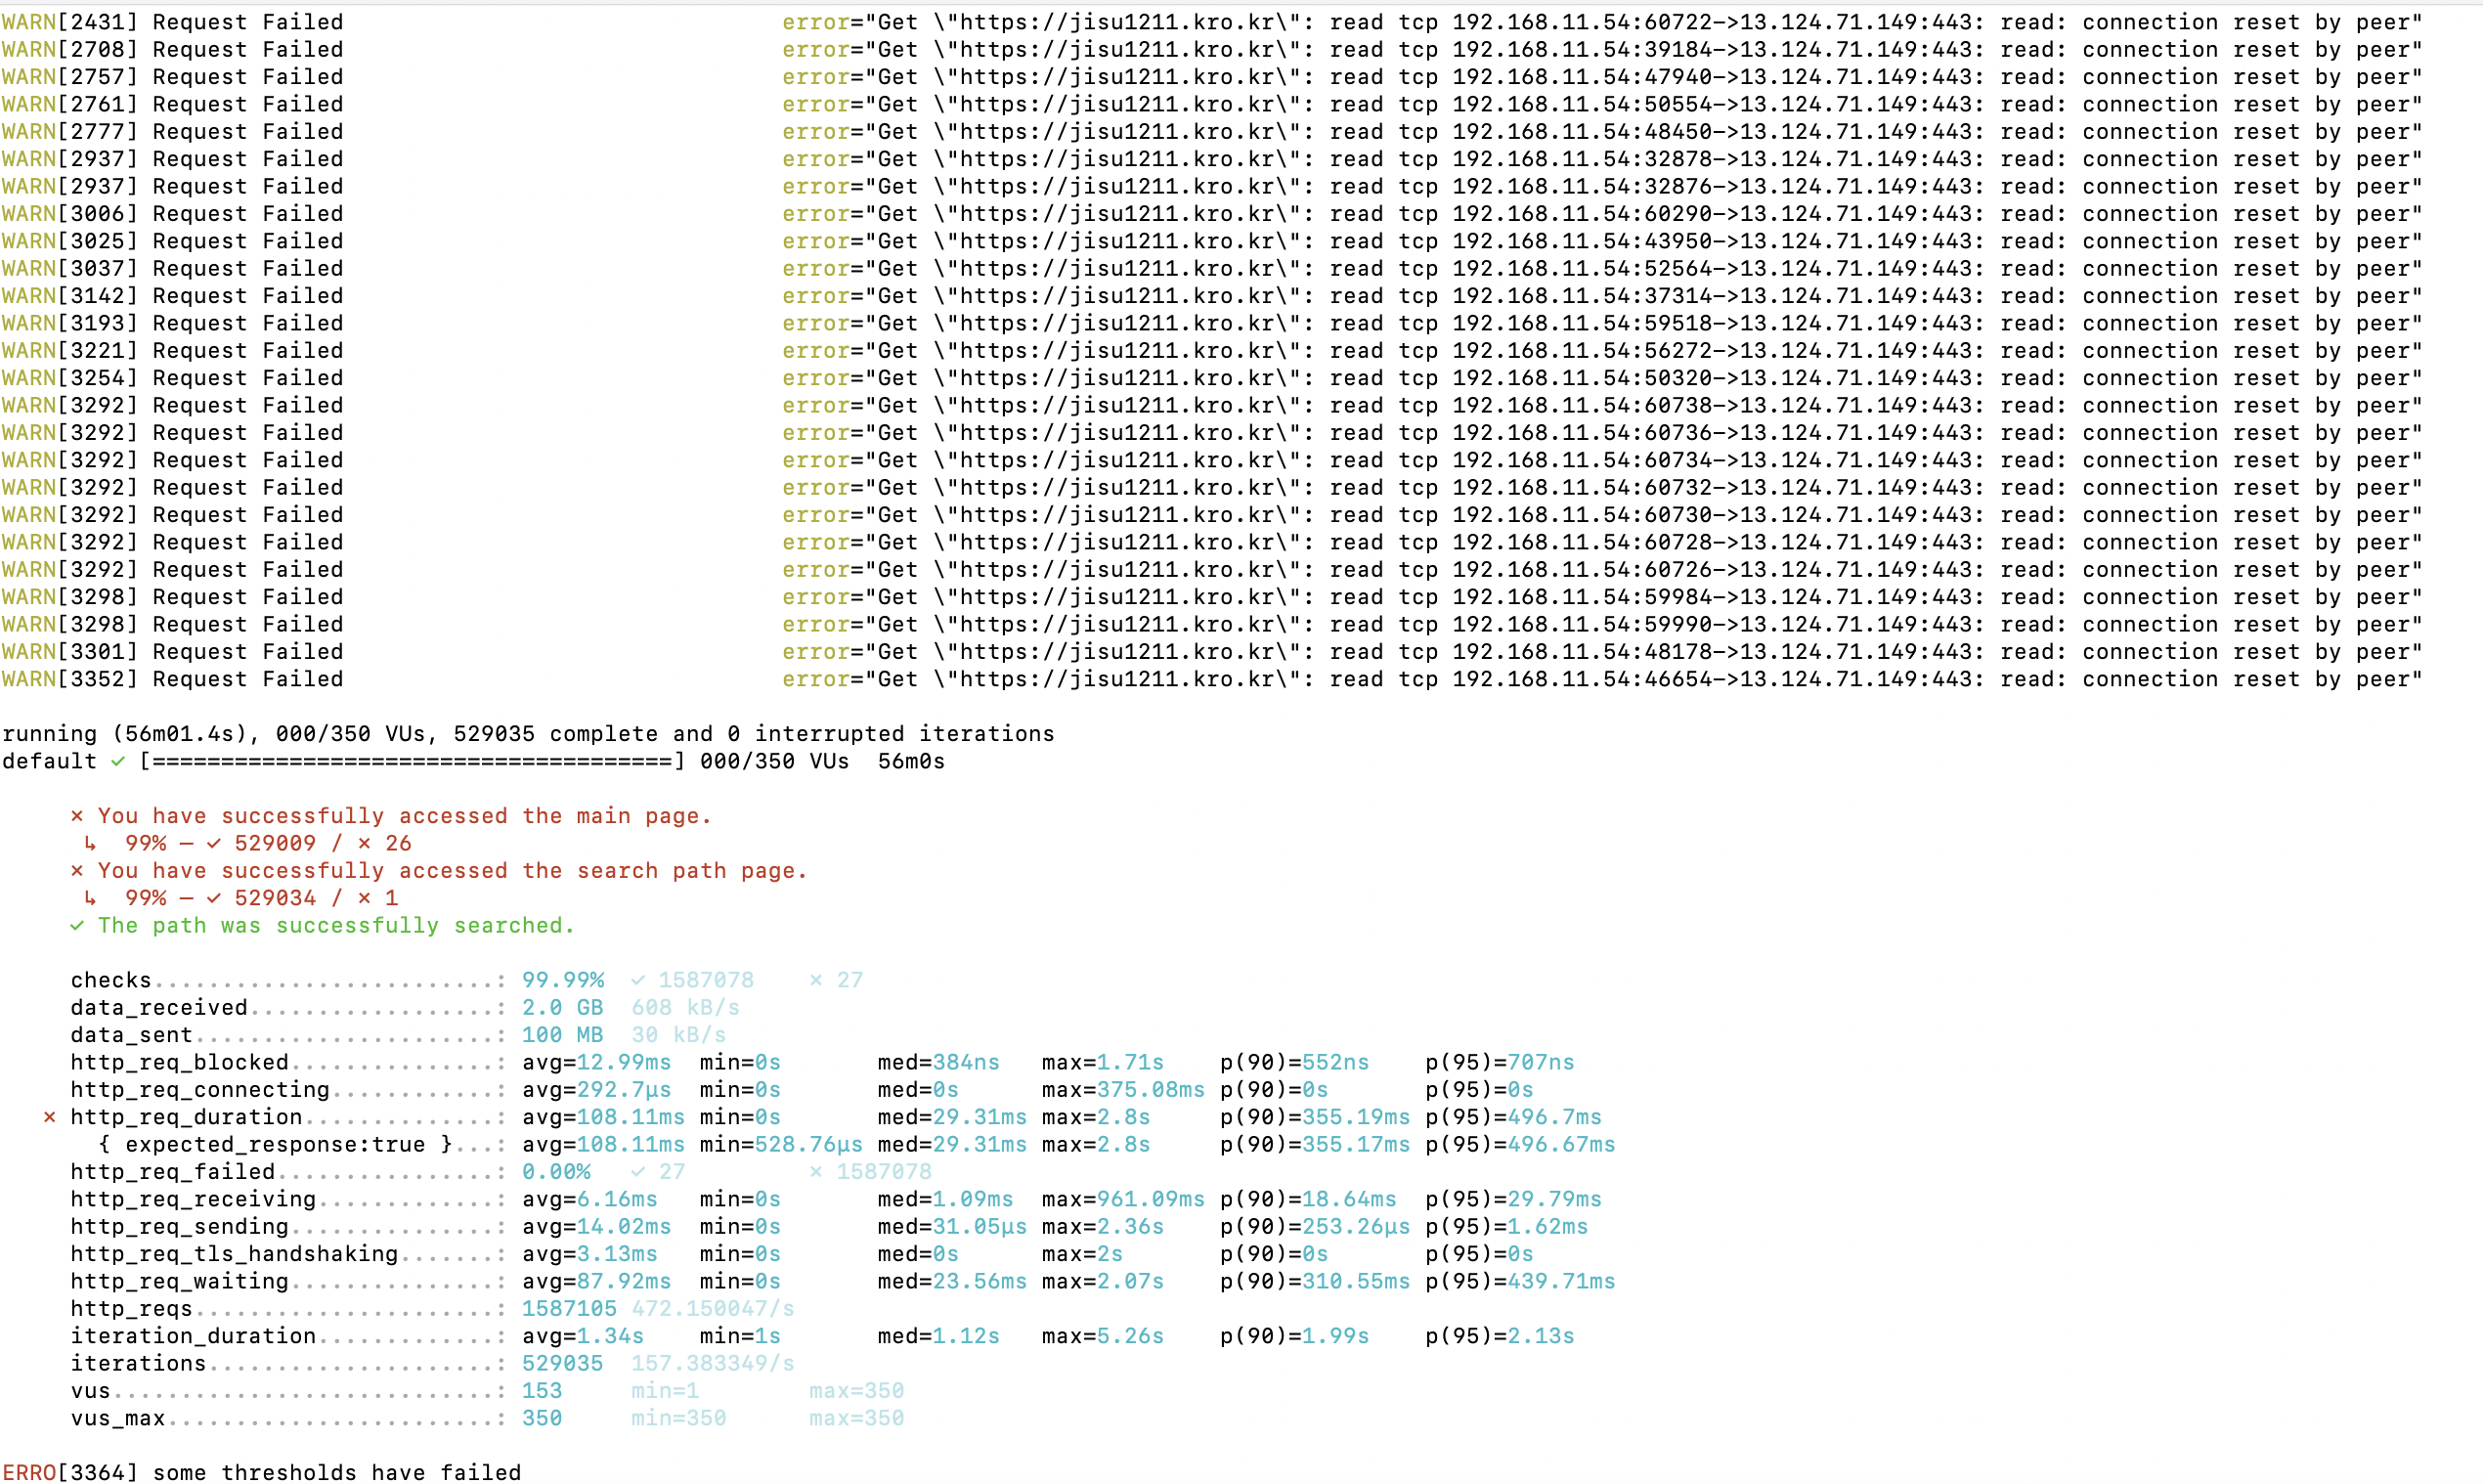 WARN[2431] Request Failed error="Get \"https://jisu1211.kro.kr\": read tcp 192.168.11.54:60722->13.124.71.149:443: read: connection reset by peer"
WARN[2708] Request Failed error="Get \"https://jisu1211.kro.kr\": read tcp 192.168.11.54:39184->13.124.71.149:443: read: connection reset by peer"
WARN[2757] Request Failed error="Get \"https://jisu1211.kro.kr\": read tcp 192.168.11.54:47940->13.124.71.149:443: read: connection reset by peer"
WARN[2761] Request Failed error="Get \"https://jisu1211.kro.kr\": read tcp 192.168.11.54:50554->13.124.71.149:443: read: connection reset by peer"
WARN[2777] Request Failed error="Get \"https://jisu1211.kro.kr\": read tcp 192.168.11.54:48450->13.124.71.149:443: read: connection reset by peer"
WARN[2937] Request Failed error="Get \"https://jisu1211.kro.kr\": read tcp 192.168.11.54:32878->13.124.71.149:443: read: connection reset by peer"
WARN[2937] Request Failed error="Get \"https://jisu1211.kro.kr\": read tcp 192.168.11.54:32876->13.124.71.149:443: read: connection reset by peer"
WARN[3006] Request Failed error="Get \"https://jisu1211.kro.kr\": read tcp 192.168.11.54:60290->13.124.71.149:443: read: connection reset by peer"
WARN[3025] Request Failed error="Get \"https://jisu1211.kro.kr\": read tcp 192.168.11.54:43950->13.124.71.149:443: read: connection reset by peer"
WARN[3037] Request Failed error="Get \"https://jisu1211.kro.kr\": read tcp 192.168.11.54:52564->13.124.71.149:443: read: connection reset by peer"
WARN[3142] Request Failed error="Get \"https://jisu1211.kro.kr\": read tcp 192.168.11.54:37314->13.124.71.149:443: read: connection reset by peer"
WARN[3193] Request Failed error="Get \"https://jisu1211.kro.kr\": read tcp 192.168.11.54:59518->13.124.71.149:443: read: connection reset by peer"
WARN[3221] Request Failed error="Get \"https://jisu1211.kro.kr\": read tcp 192.168.11.54:56272->13.124.71.149:443: read: connection reset by peer"
WARN[3254] Request Failed error="Get \"https://jisu1211.kro.kr\": read tcp 192.168.11.54:50320->13.124.71.149:443: read: connection reset by peer"
WARN[3292] Request Failed error="Get \"https://jisu1211.kro.kr\": read tcp 192.168.11.54:60738->13.124.71.149:443: read: connection reset by peer"
WARN[3292] Request Failed error="Get \"https://jisu1211.kro.kr\": read tcp 192.168.11.54:60736->13.124.71.149:443: read: connection reset by peer"
WARN[3292] Request Failed error="Get \"https://jisu1211.kro.kr\": read tcp 192.168.11.54:60734->13.124.71.149:443: read: connection reset by peer"
WARN[3292] Request Failed error="Get \"https://jisu1211.kro.kr\": read tcp 192.168.11.54:60732->13.124.71.149:443: read: connection reset by peer"
WARN[3292] Request Failed error="Get \"https://jisu1211.kro.kr\": read tcp 192.168.11.54:60730->13.124.71.149:443: read: connection reset by peer"
WARN[3292] Request Failed error="Get \"https://jisu1211.kro.kr\": read tcp 192.168.11.54:60728->13.124.71.149:443: read: connection reset by peer"
WARN[3292] Request Failed error="Get \"https://jisu1211.kro.kr\": read tcp 192.168.11.54:60726->13.124.71.149:443: read: connection reset by peer"
WARN[3298] Request Failed error="Get \"https://jisu1211.kro.kr\": read tcp 192.168.11.54:59984->13.124.71.149:443: read: connection reset by peer"
WARN[3298] Request Failed error="Get \"https://jisu1211.kro.kr\": read tcp 192.168.11.54:59990->13.124.71.149:443: read: connection reset by peer"
WARN[3301] Request Failed error="Get \"https://jisu1211.kro.kr\": read tcp 192.168.11.54:48178->13.124.71.149:443: read: connection reset by peer"
WARN[3352] Request Failed error="Get \"https://jisu1211.kro.kr\": read tcp 192.168.11.54:46654->13.124.71.149:443: read: connection reset by peer"
running (56m01.4s), 000/350 VUs, 529035 complete and 0 interrupted iterations
default ✓ [======================================] 000/350 VUs  56m0s
✗ You have successfully accessed the main page.
↳  99% — ✓ 529009 / ✗ 26
✗ You have successfully accessed the search path page.
↳  99% — ✓ 529034 / ✗ 1
✓ The path was successfully searched.
checks.........................: 99.99% ✓ 1587078 ✗ 27
data_received..................: 2.0 GB 608 kB/s
data_sent......................: 100 MB 30 kB/s
http_req_blocked...............: avg=12.99ms min=0s med=384ns max=1.71s p(90)=552ns p(95)=707ns
http_req_connecting............: avg=292.7µs min=0s med=0s max=375.08ms p(90)=0s p(95)=0s
✗ http_req_duration..............: avg=108.11ms min=0s med=29.31ms max=2.8s p(90)=355.19ms p(95)=496.7ms
{ expected_response:true }...: avg=108.11ms min=528.76µs med=29.31ms max=2.8s p(90)=355.17ms p(95)=496.67ms
http_req_failed................: 0.00% ✓ 27 ✗ 1587078
http_req_receiving.............: avg=6.16ms min=0s med=1.09ms max=961.09ms p(90)=18.64ms p(95)=29.79ms
http_req_sending...............: avg=14.02ms min=0s med=31.05µs max=2.36s p(90)=253.26µs p(95)=1.62ms
http_req_tls_handshaking.......: avg=3.13ms min=0s med=0s max=2s p(90)=0s p(95)=0s
http_req_waiting...............: avg=87.92ms min=0s med=23.56ms max=2.07s p(90)=310.55ms p(95)=439.71ms
http_reqs......................: 1587105 472.150047/s
iteration_duration.............: avg=1.34s min=1s med=1.12s max=5.26s p(90)=1.99s p(95)=2.13s
iterations.....................: 529035 157.383349/s
vus............................: 153 min=1 max=350
vus_max........................: 350 min=350 max=350
ERRO[3364] some thresholds have failed